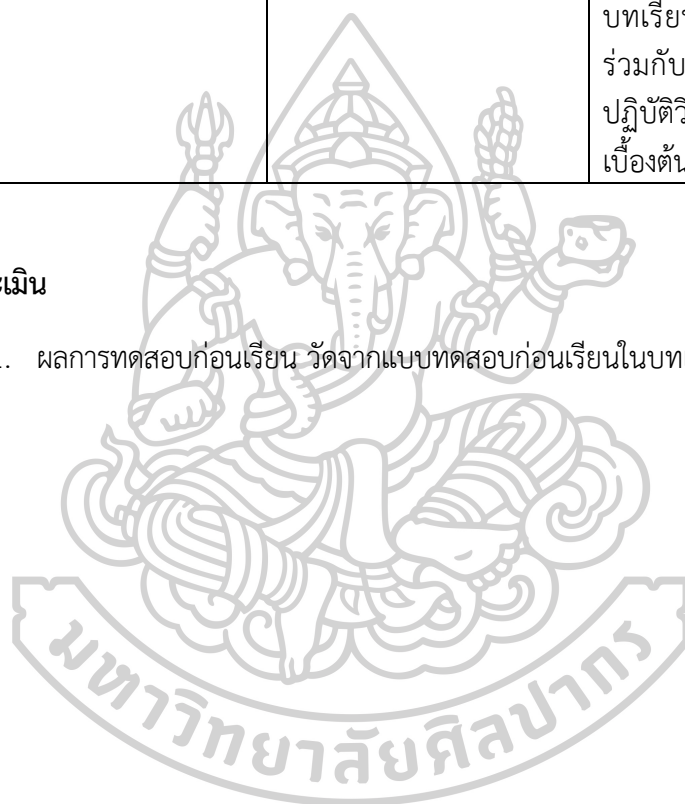 บทเรียน
ร่วมกับ
ปฏิบัติวิ
เบื้องต้น
ะเมิน
. ผลการทดสอบก่อนเรียน วัดจากแบบทดสอบก่อนเรียนในบท
มหาวิทยาลัยศิลปากร